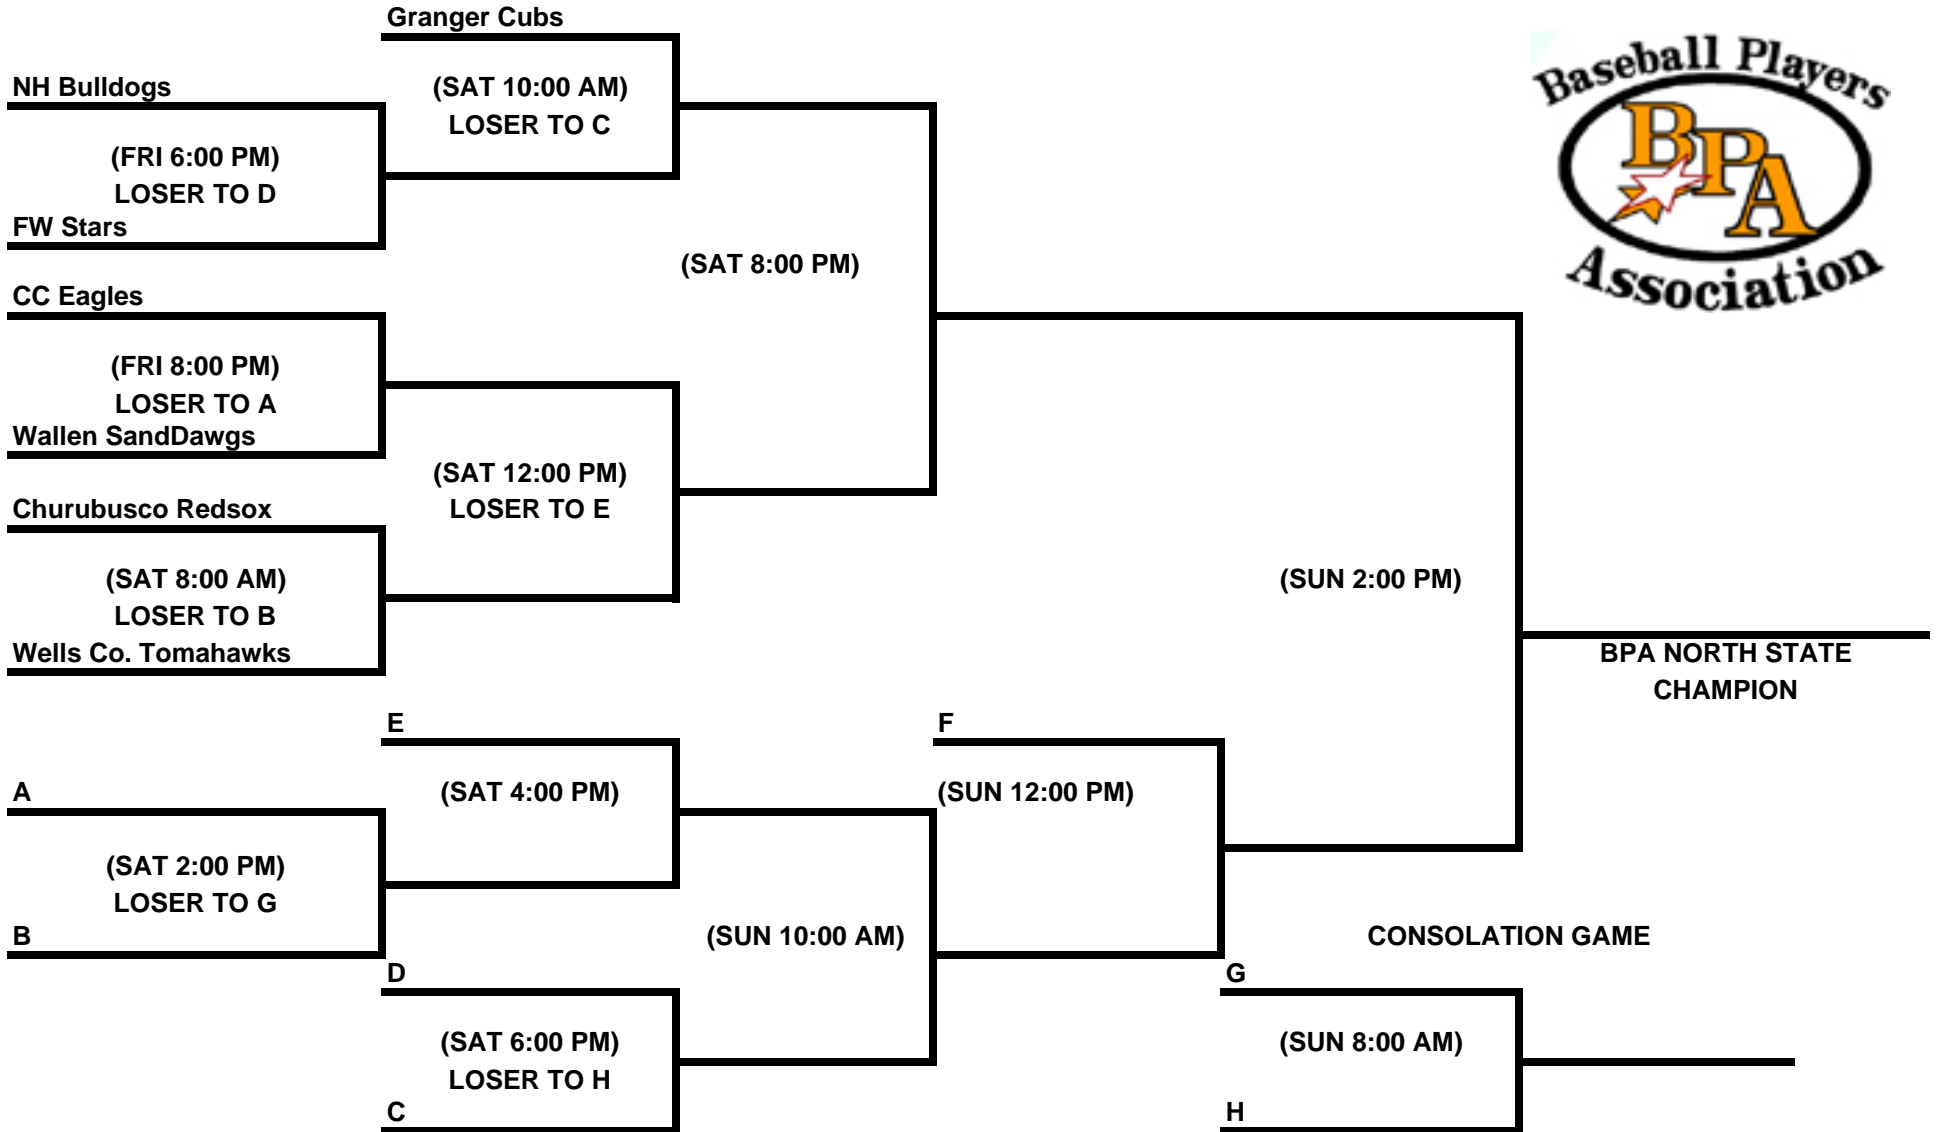 Granger Cubs
Baseball Players
NH Bulldogs
(SAT 10:00 AM)
LOSER TO C
BPA
(FRI 6:00 PM)
LOSER TO D
FW Stars
(SAT 8:00 PM)
Association
CC Eagles
(FRI 8:00 PM)
LOSER TO A
Wallen SandDawgs
(SAT 12:00 PM)
LOSER TO E
Churubusco Redsox
(SAT 8:00 AM)
LOSER TO B
(SUN 2:00 PM)
Wells Co. Tomahawks
BPA NORTH STATE
CHAMPION
E
F
A
(SAT 4:00 PM)
(SUN 12:00 PM)
(SAT 2:00 PM)
LOSER TO G
B
(SUN 10:00 AM)
CONSOLATION GAME
D
G
(SAT 6:00 PM)
LOSER TO H
(SUN 8:00 AM)
C
H